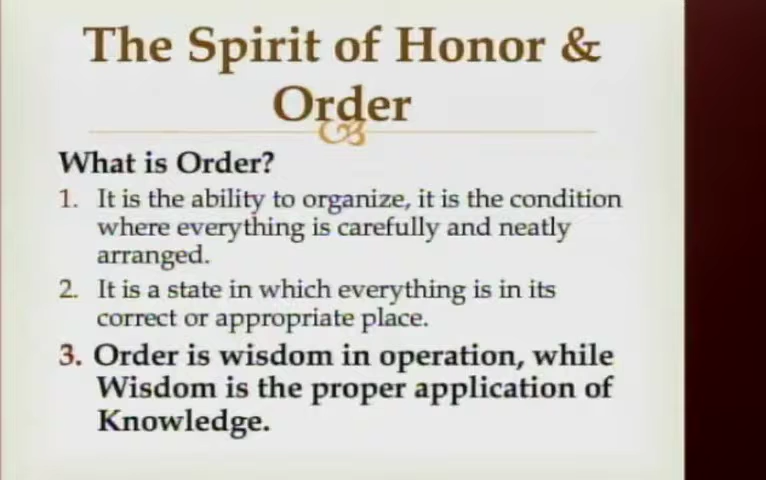 The Spirit of Honor &
Order
What is Order?
1. It is the ability to organize, it is the condition
where everything is carefully and neatly
arranged.
2. It is a state in which everything is in its
correct or appropriate place.
3. Order is wisdom in operation, while
Wisdom is the proper application of
Knowledge.